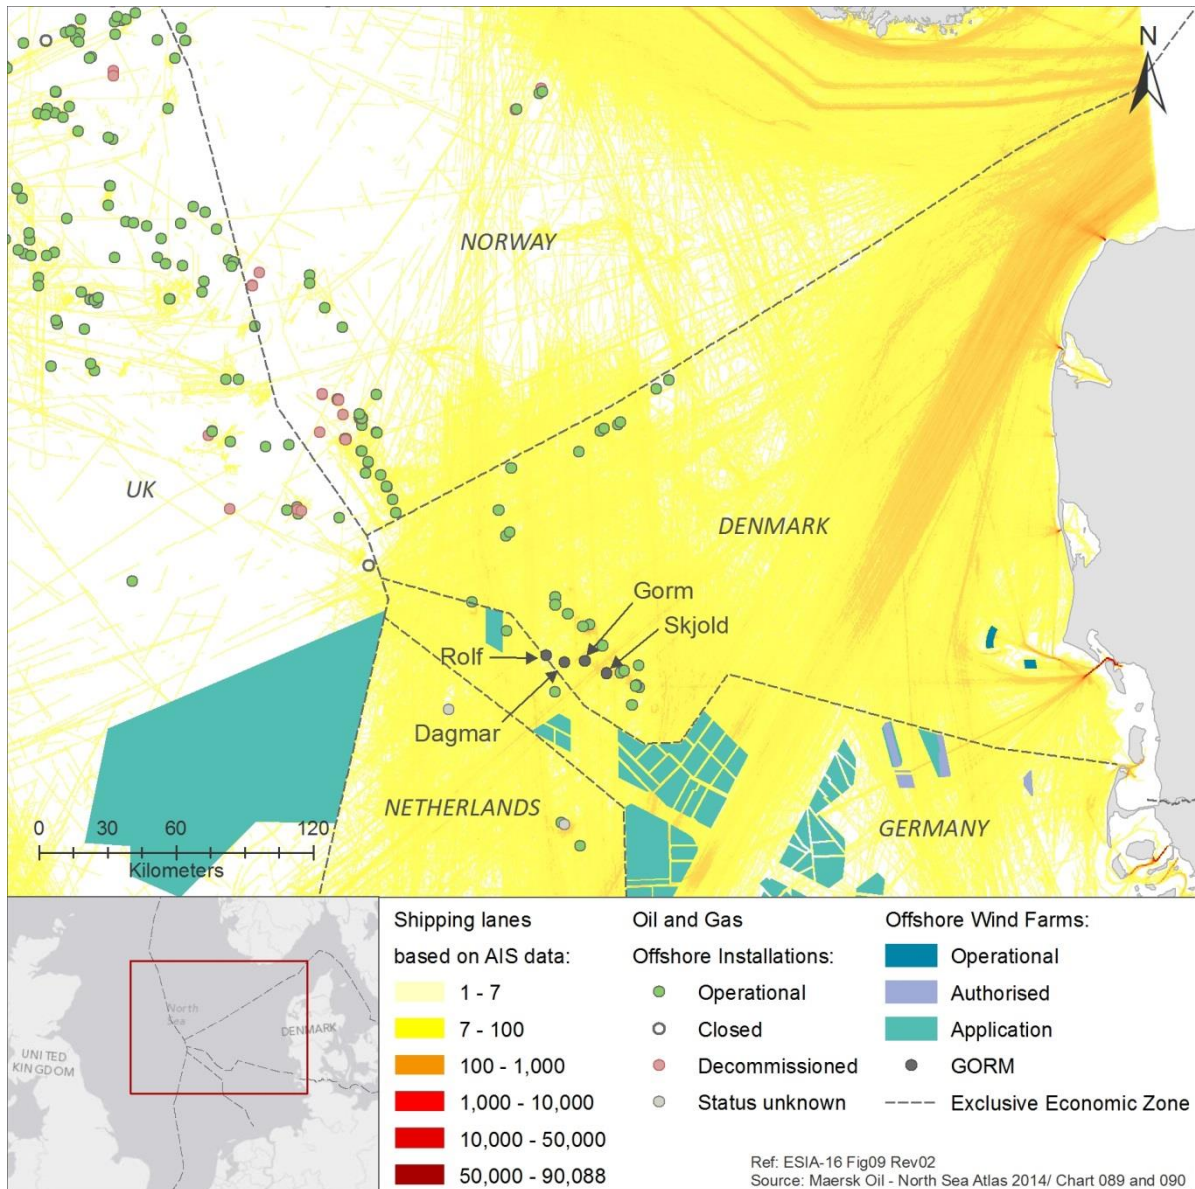 N
NORWAY
UK
DENMARK
Gorm
Skjold
Rolf
Dagmar
NETHERLANDS
GERMANY
0 30 60 120
Kilometers
North
Sea
DENMARK
UNITED
KINGDOM
Shipping lanes
based on AIS data:
1 - 7
7 - 100
100 - 1,000
1,000 - 10,000
10,000 - 50,000
50,000 - 90,088
Oil and Gas
Offshore Installations:
Operational
Closed
Decommissioned
Status unknown
Offshore Wind Farms:
Operational
Authorised
Application
GORM
Exclusive Economic Zone
Ref: ESIA-16 Fig09 Rev02
Source: Maersk Oil - North Sea Atlas 2014/ Chart 089 and 090